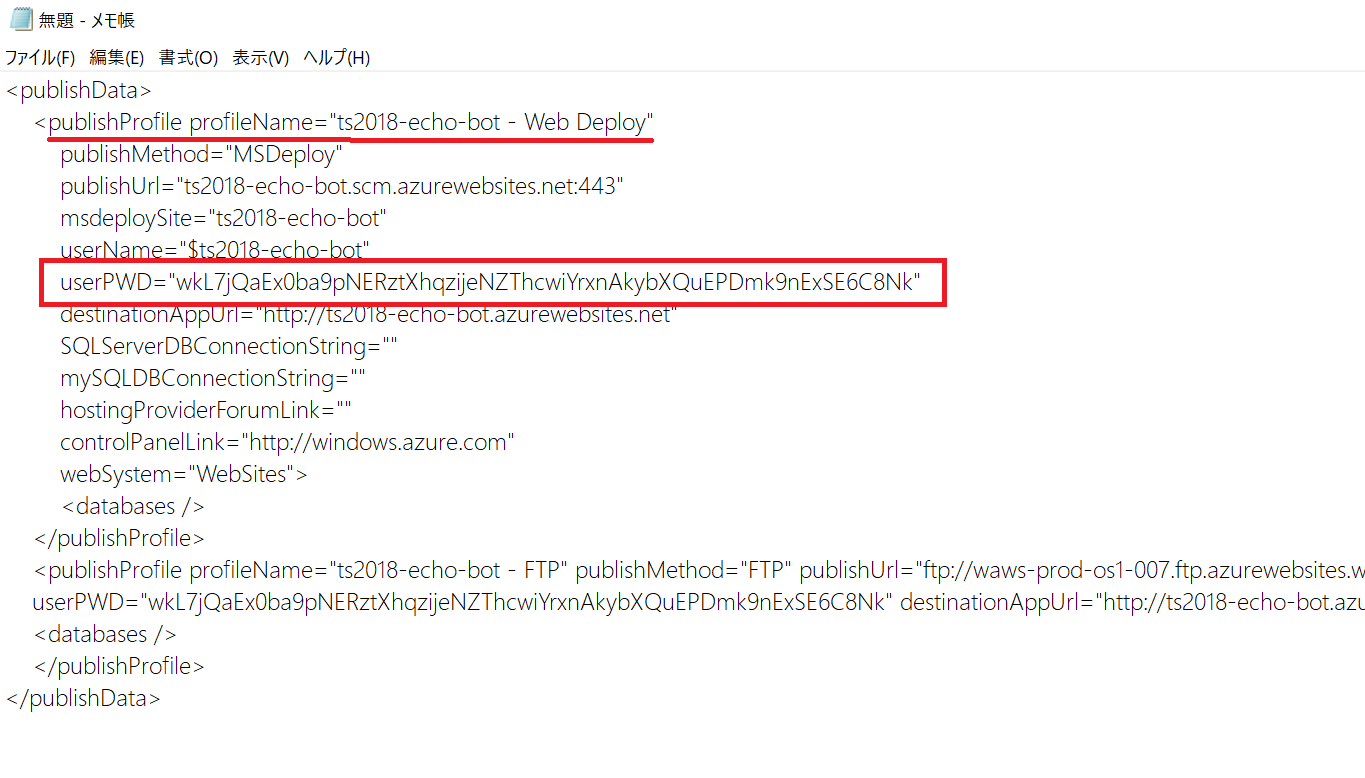 無題 - メモ帳
ファイル(F) 編集(E) 書式(O) 表示(V) ヘルプ(H)
<publishData>
<publishProfile profileName="ts2018-echo-bot - Web Deploy"
publishMethod="MSDeploy"
publishUrl="ts2018-echo-bot.scm.azurewebsites.net:443"
msdeploySite="ts2018-echo-bot"
userName="$ts2018-echo-bot"
userPWD="wkL7jQaEx0ba9pNERztXhqzijeNZThcwiYrxnAkybXQuEPDmk9nExSE6C8Nk"
destinationAppUrl="http://ts2018-echo-bot.azurewebsites.net"
SQLServerDBConnectionString=""
mySQLDBConnectionString=""
hostingProviderForumLink=""
controlPanelLink="http://windows.azure.com"
webSystem="WebSites">
<databases />
</publishProfile>
<publishProfile profileName="ts2018-echo-bot - FTP" publishMethod="FTP" publishUrl="ftp://waws-prod-os1-007.ftp.azurewebsites.w
userPWD="wkL7jQaEx0ba9pNERztXhqzijeNZThcwiYrxnAkybXQuEPDmk9nExSE6C8Nk" destinationAppUrl="http://ts2018-echo-bot.azu
<databases />
</publishProfile>
</publishData>